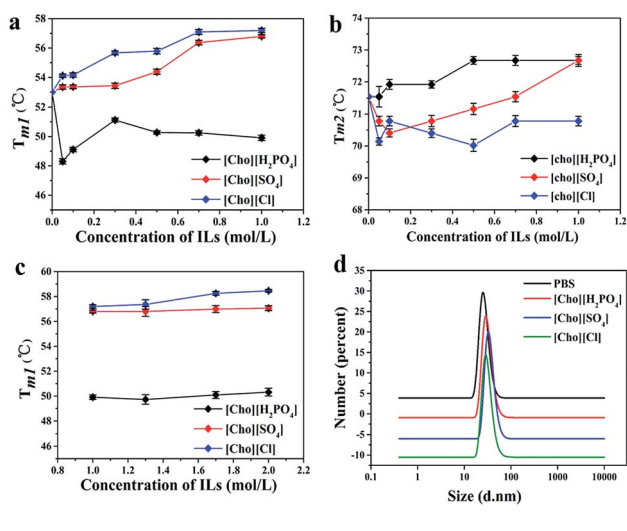 a
58
56
54
52
50
48
46
Tm1 (℃)
[Cho][H2PO4]
[Cho][SO4]
[Cho][Cl]
0.0 0.2 0.4 0.6 0.8 1.0 1.2
Concentration of ILs (mol/L)
b
74
73
72
71
70
69
68
Tm2 (℃)
[cho][H2PO4]
[cho][SO4]
[cho][Cl]
0.0 0.2 0.4 0.6 0.8 1.0 1.2
Concentration of ILs (mol/L)
c
60
58
56
54
52
50
48
46
Tm1 (℃)
[Cho][H2PO4]
[Cho][SO4]
[Cho][Cl]
0.8 1.0 1.2 1.4 1.6 1.8 2.0 2.2
Concentration of ILs (mol/L)
d
35
30
25
20
15
10
5
0
-5
-10
Number (percent)
PBS
[Cho][H2PO4]
[Cho][SO4]
[Cho][Cl]
0.1 1 10 100 1000 10000
Size (d.nm)